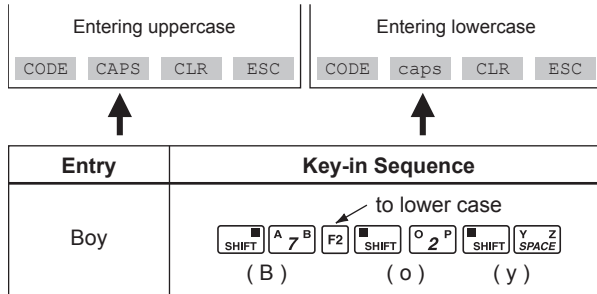 Entering uppercase
CODE CAPS CLR ESC
Entering lowercase
CODE caps CLR ESC
Entry Key-in Sequence
to lower case
Boy
SHIFT A 7 B F2 SHIFT O 2 P SHIFT Y Z SPACE
( B ) ( o ) ( y )